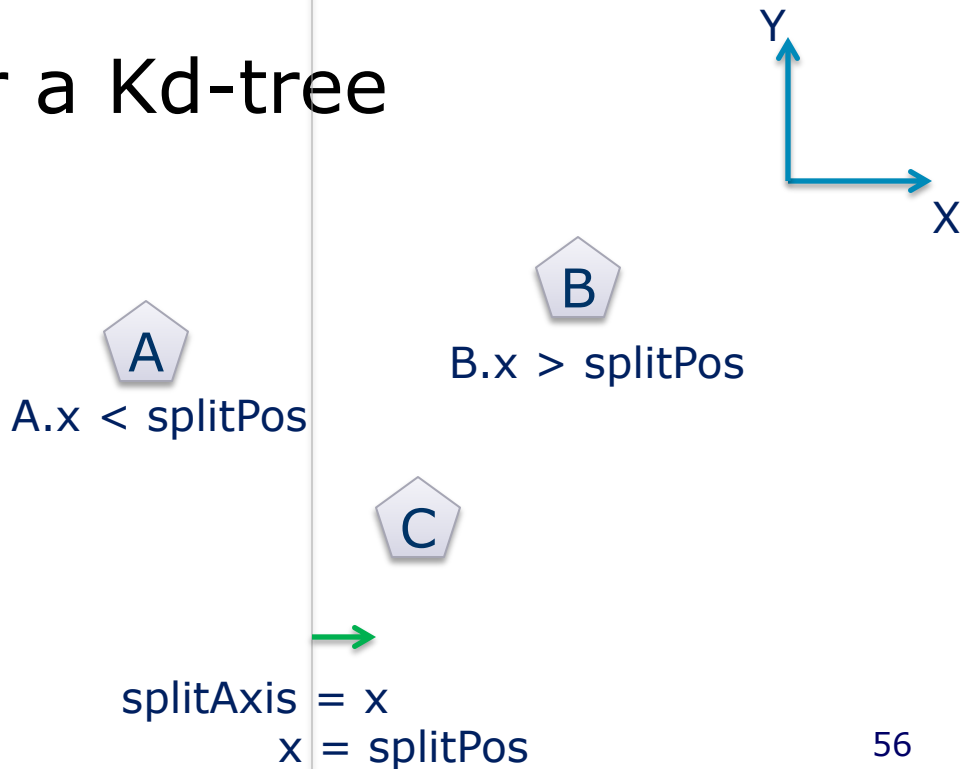 Y
r a Kd-tree
X
B
A
B.x > splitPos
A.x < splitPos
C
splitAxis = x
x = splitPos
56